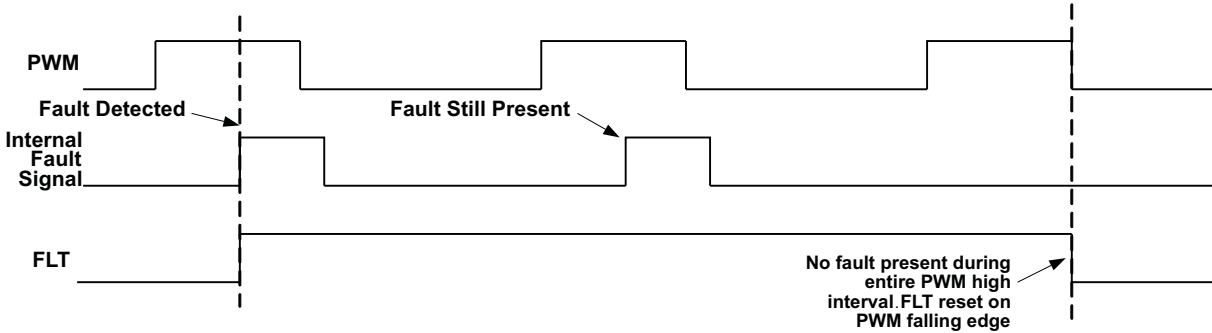 PWM
Fault Detected
Fault Still Present
Internal
Fault
Signal
FLT
No fault present during
entire PWM high
interval.FLT reset on
PWM falling edge